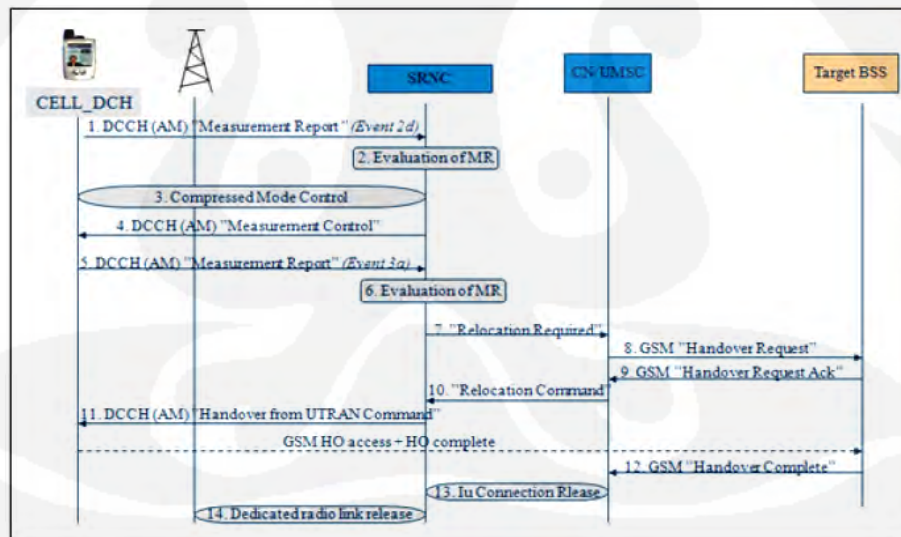 SRNC
CN/UMSC
Target BSS
CELL_DCH
1. DCCH (AM) "Measurement Report" (Event 2d)
2. Evaluation of MR
3. Compressed Mode Control
4. DCCH (AM) "Measurement Control"
5. DCCH (AM) "Measurement Report" (Event 3a)
6. Evaluation of MR
7. "Relocation Required"
8. GSM "Handover Request"
9. GSM "Handover Request Ack"
10. "Relocation Command"
11. DCCH (AM) "Handover from UTRAN Command"
GSM HO access + HO complete
12. GSM "Handover Complete"
13. Iu Connection Rlease
14. Dedicated radio link release